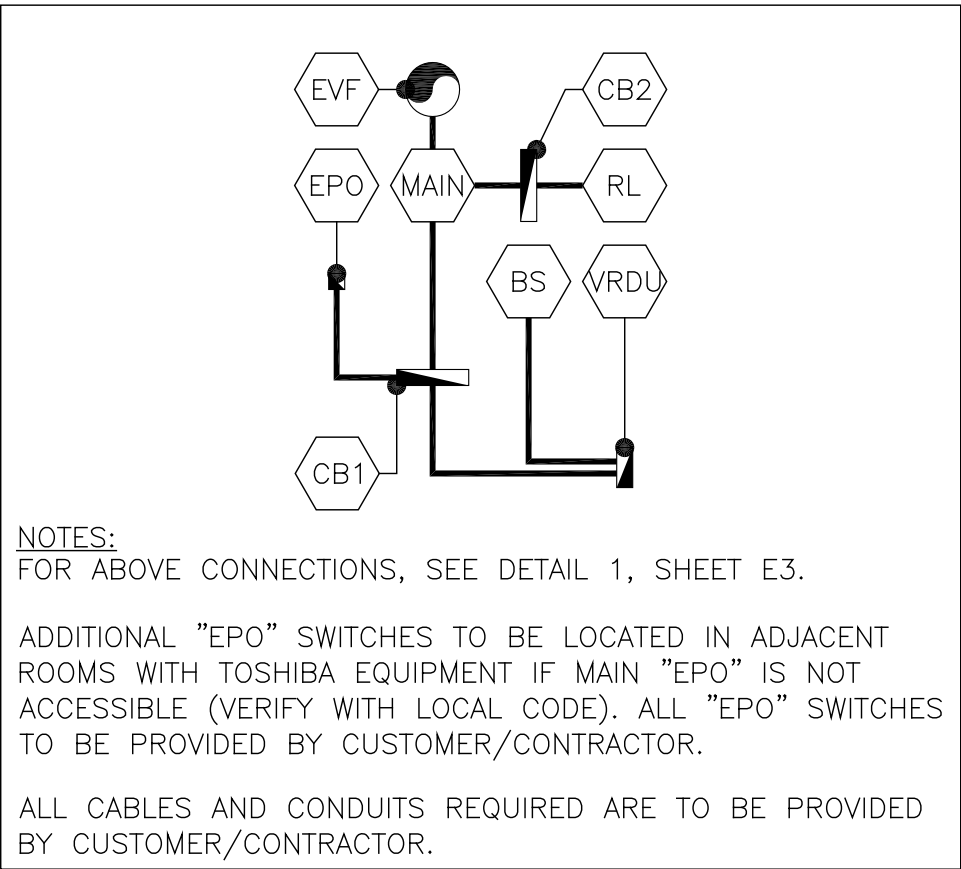 EVF
CB2
EPO
MAIN
RL
BS
VRDU
CB1
NOTES:
FOR ABOVE CONNECTIONS, SEE DETAIL 1, SHEET E3.
ADDITIONAL "EPO" SWITCHES TO BE LOCATED IN ADJACENT
ROOMS WITH TOSHIBA EQUIPMENT IF MAIN "EPO" IS NOT
ACCESSIBLE (VERIFY WITH LOCAL CODE). ALL "EPO" SWITCHES
TO BE PROVIDED BY CUSTOMER/CONTRACTOR.
ALL CABLES AND CONDUITS REQUIRED ARE TO BE PROVIDED
BY CUSTOMER/CONTRACTOR.